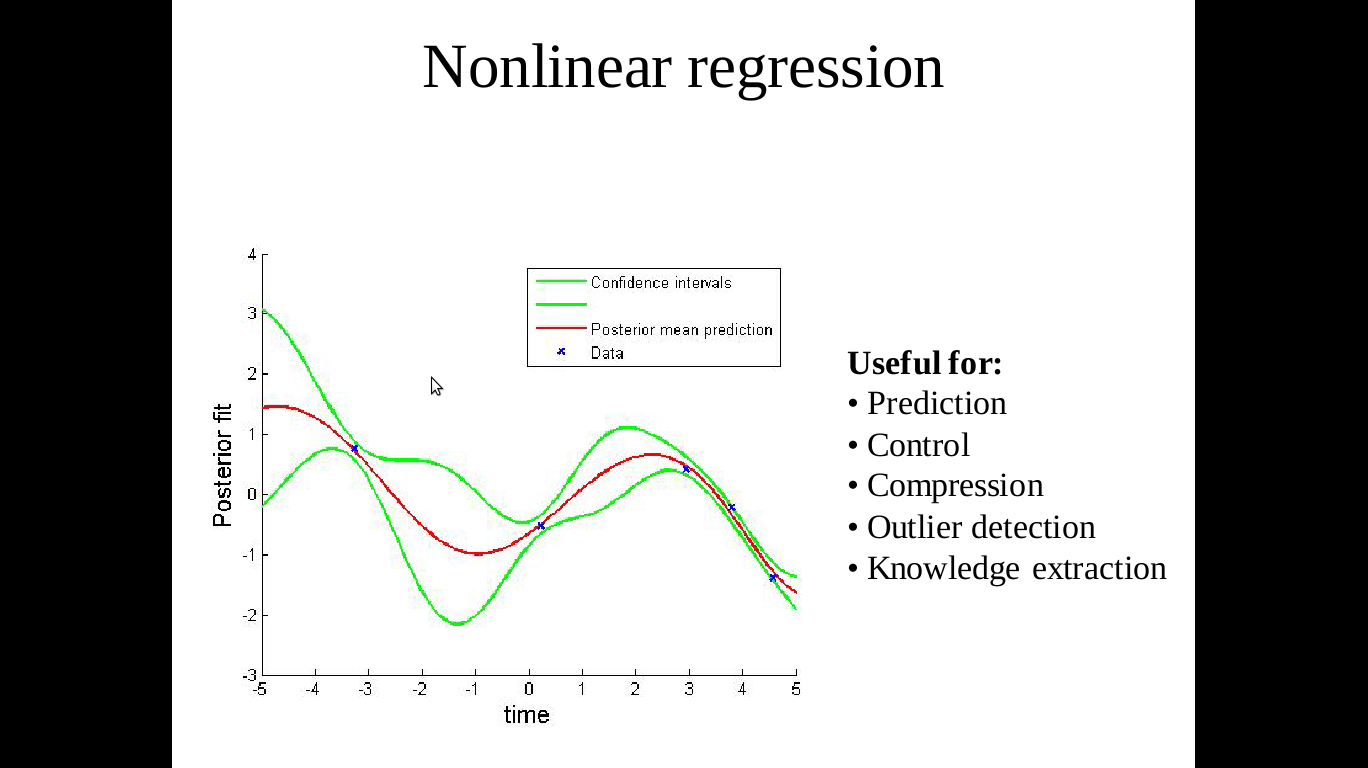 Nonlinear regression
4
3
2
1
0
-1
-2
-3
Posterior fit
-5 -4 -3 -2 -1 0 1 2 3 4 5
time
Confidence intervals
Posterior mean prediction
Data
Useful for:
• Prediction
• Control
• Compression
• Outlier detection
• Knowledge extraction